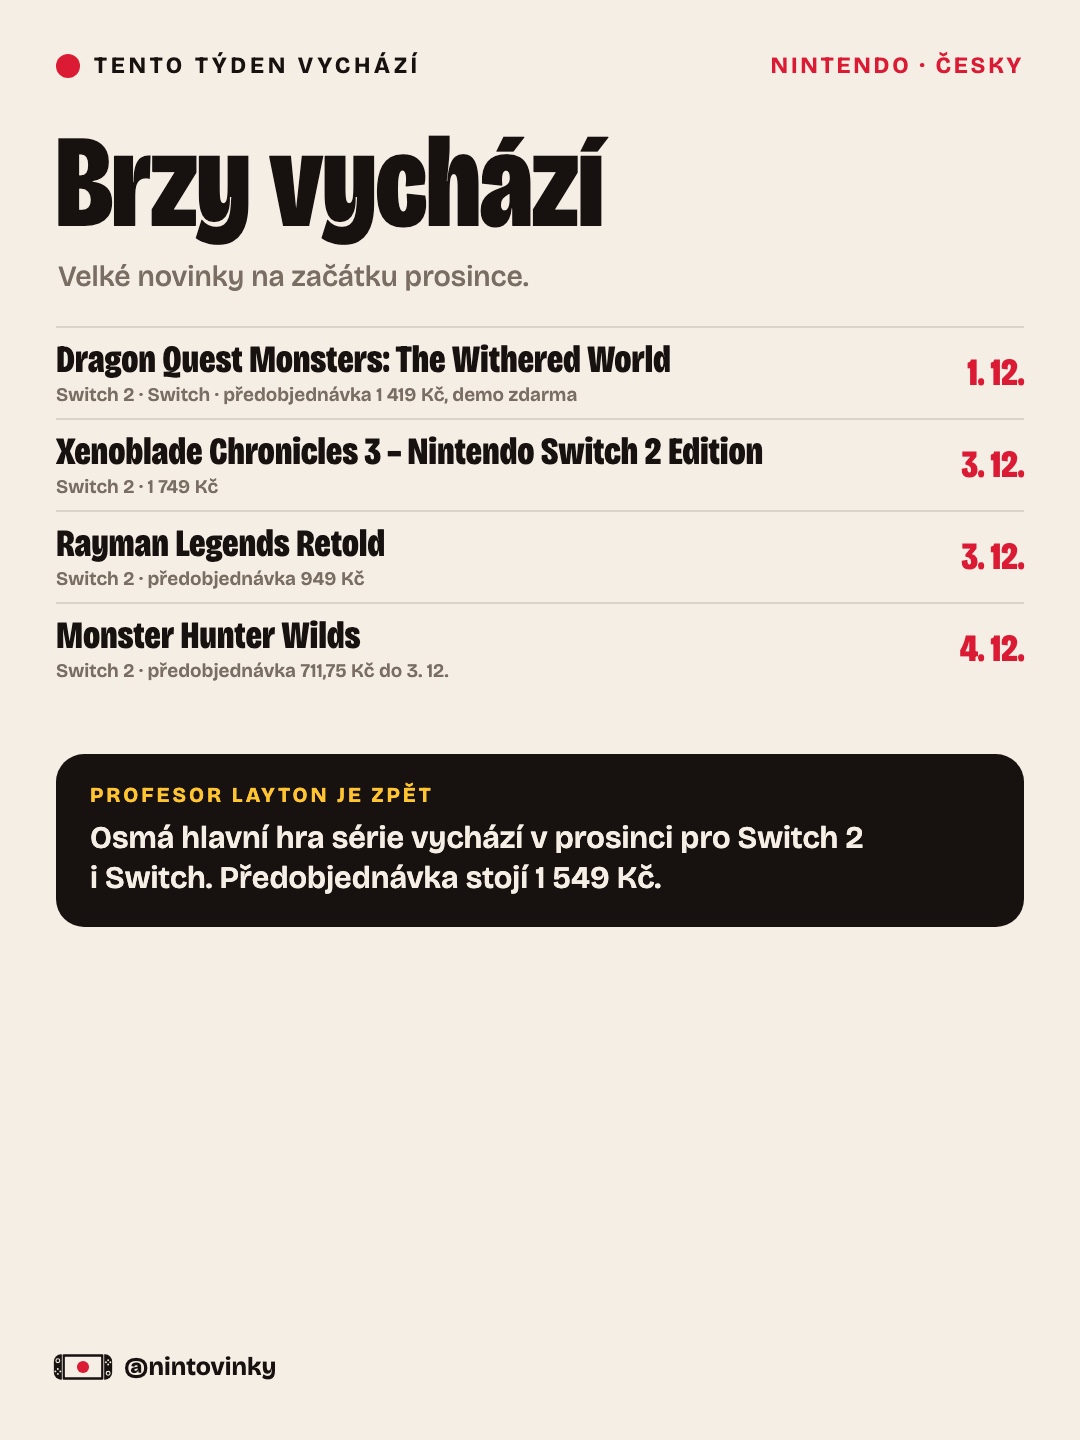 TENTO TÝDEN VYCHÁZÍ
NINTENDO · ČESKY
Brzy vychází
Velké novinky na začátku prosince.
Dragon Quest Monsters: The Withered World
1. 12.
Switch 2 · Switch · předobjednávka 1 419 Kč, demo zdarma
Xenoblade Chronicles 3 – Nintendo Switch 2 Edition
3. 12.
Switch 2 · 1 749 Kč
Rayman Legends Retold
3. 12.
Switch 2 · předobjednávka 949 Kč
Monster Hunter Wilds
4. 12.
Switch 2 · předobjednávka 711,75 Kč do 3. 12.
PROFESOR LAYTON JE ZPĚT
Osmá hlavní hra série vychází v prosinci pro Switch 2
i Switch. Předobjednávka stojí 1 549 Kč.
@nintovinky